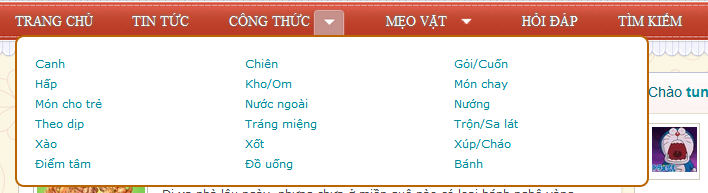 TRANG CHỦ TIN TỨC CÔNG THỨC MẸO VẶT HỎI ĐÁP TÌM KIẾM
Canh Chiên Gói/Cuốn
Hấp Kho/Om Món chay
Món cho trẻ Nước ngoài Nướng
Theo dịp Tráng miệng Trộn/Sa lát
Xào Xốt Xúp/Cháo
Điểm tâm Đồ uống Bánh
Chào tun